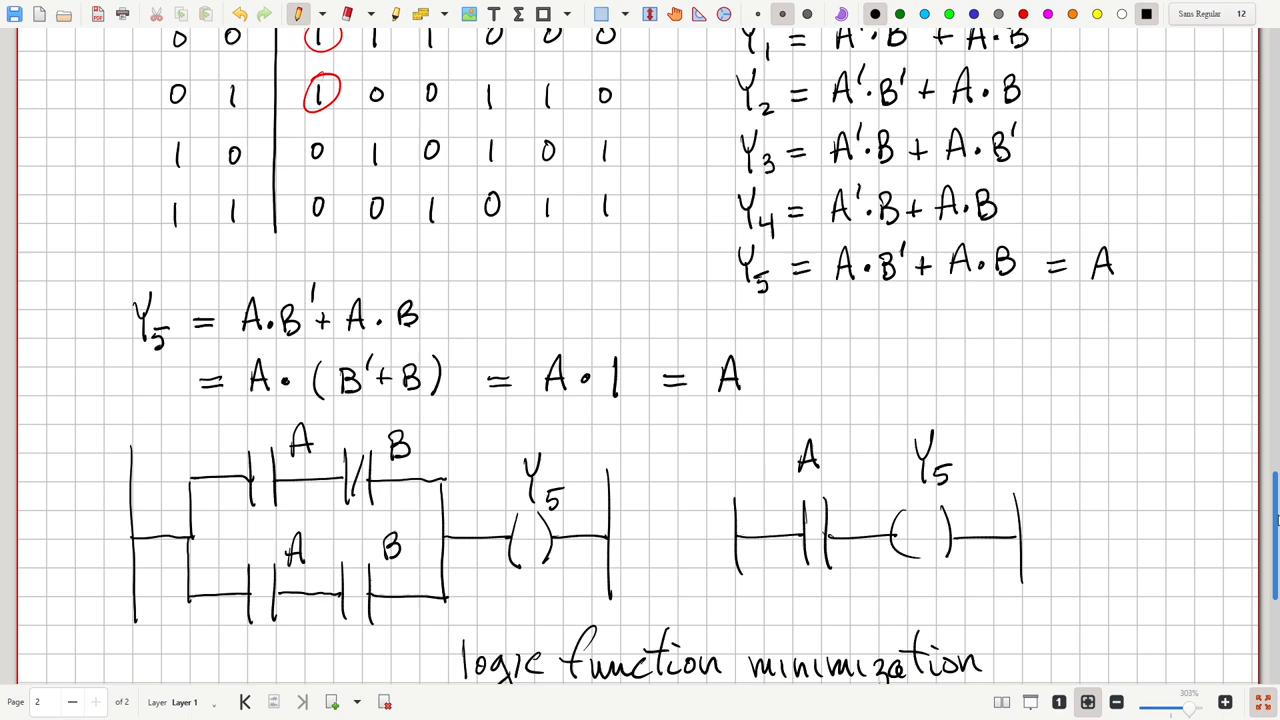 Sans Regular 12
0 0 1 1 1 0 0 0
Y1 = A'·B' + A·B'
0 1 1 0 0 1 1 0
Y2 = A'·B' + A·B
1 0 0 1 0 1 0 1
Y3 = A'·B + A·B'
1 1 0 0 1 0 1 1
Y4 = A'·B + A·B
Y5 = A·B' + A·B = A
Y5 = A·B' + A·B
= A·(B'+B) = A·1 = A
A B
Y5
A B
A Y5
logic function minimization
Page 2 of 2 Layer Layer 1 303%